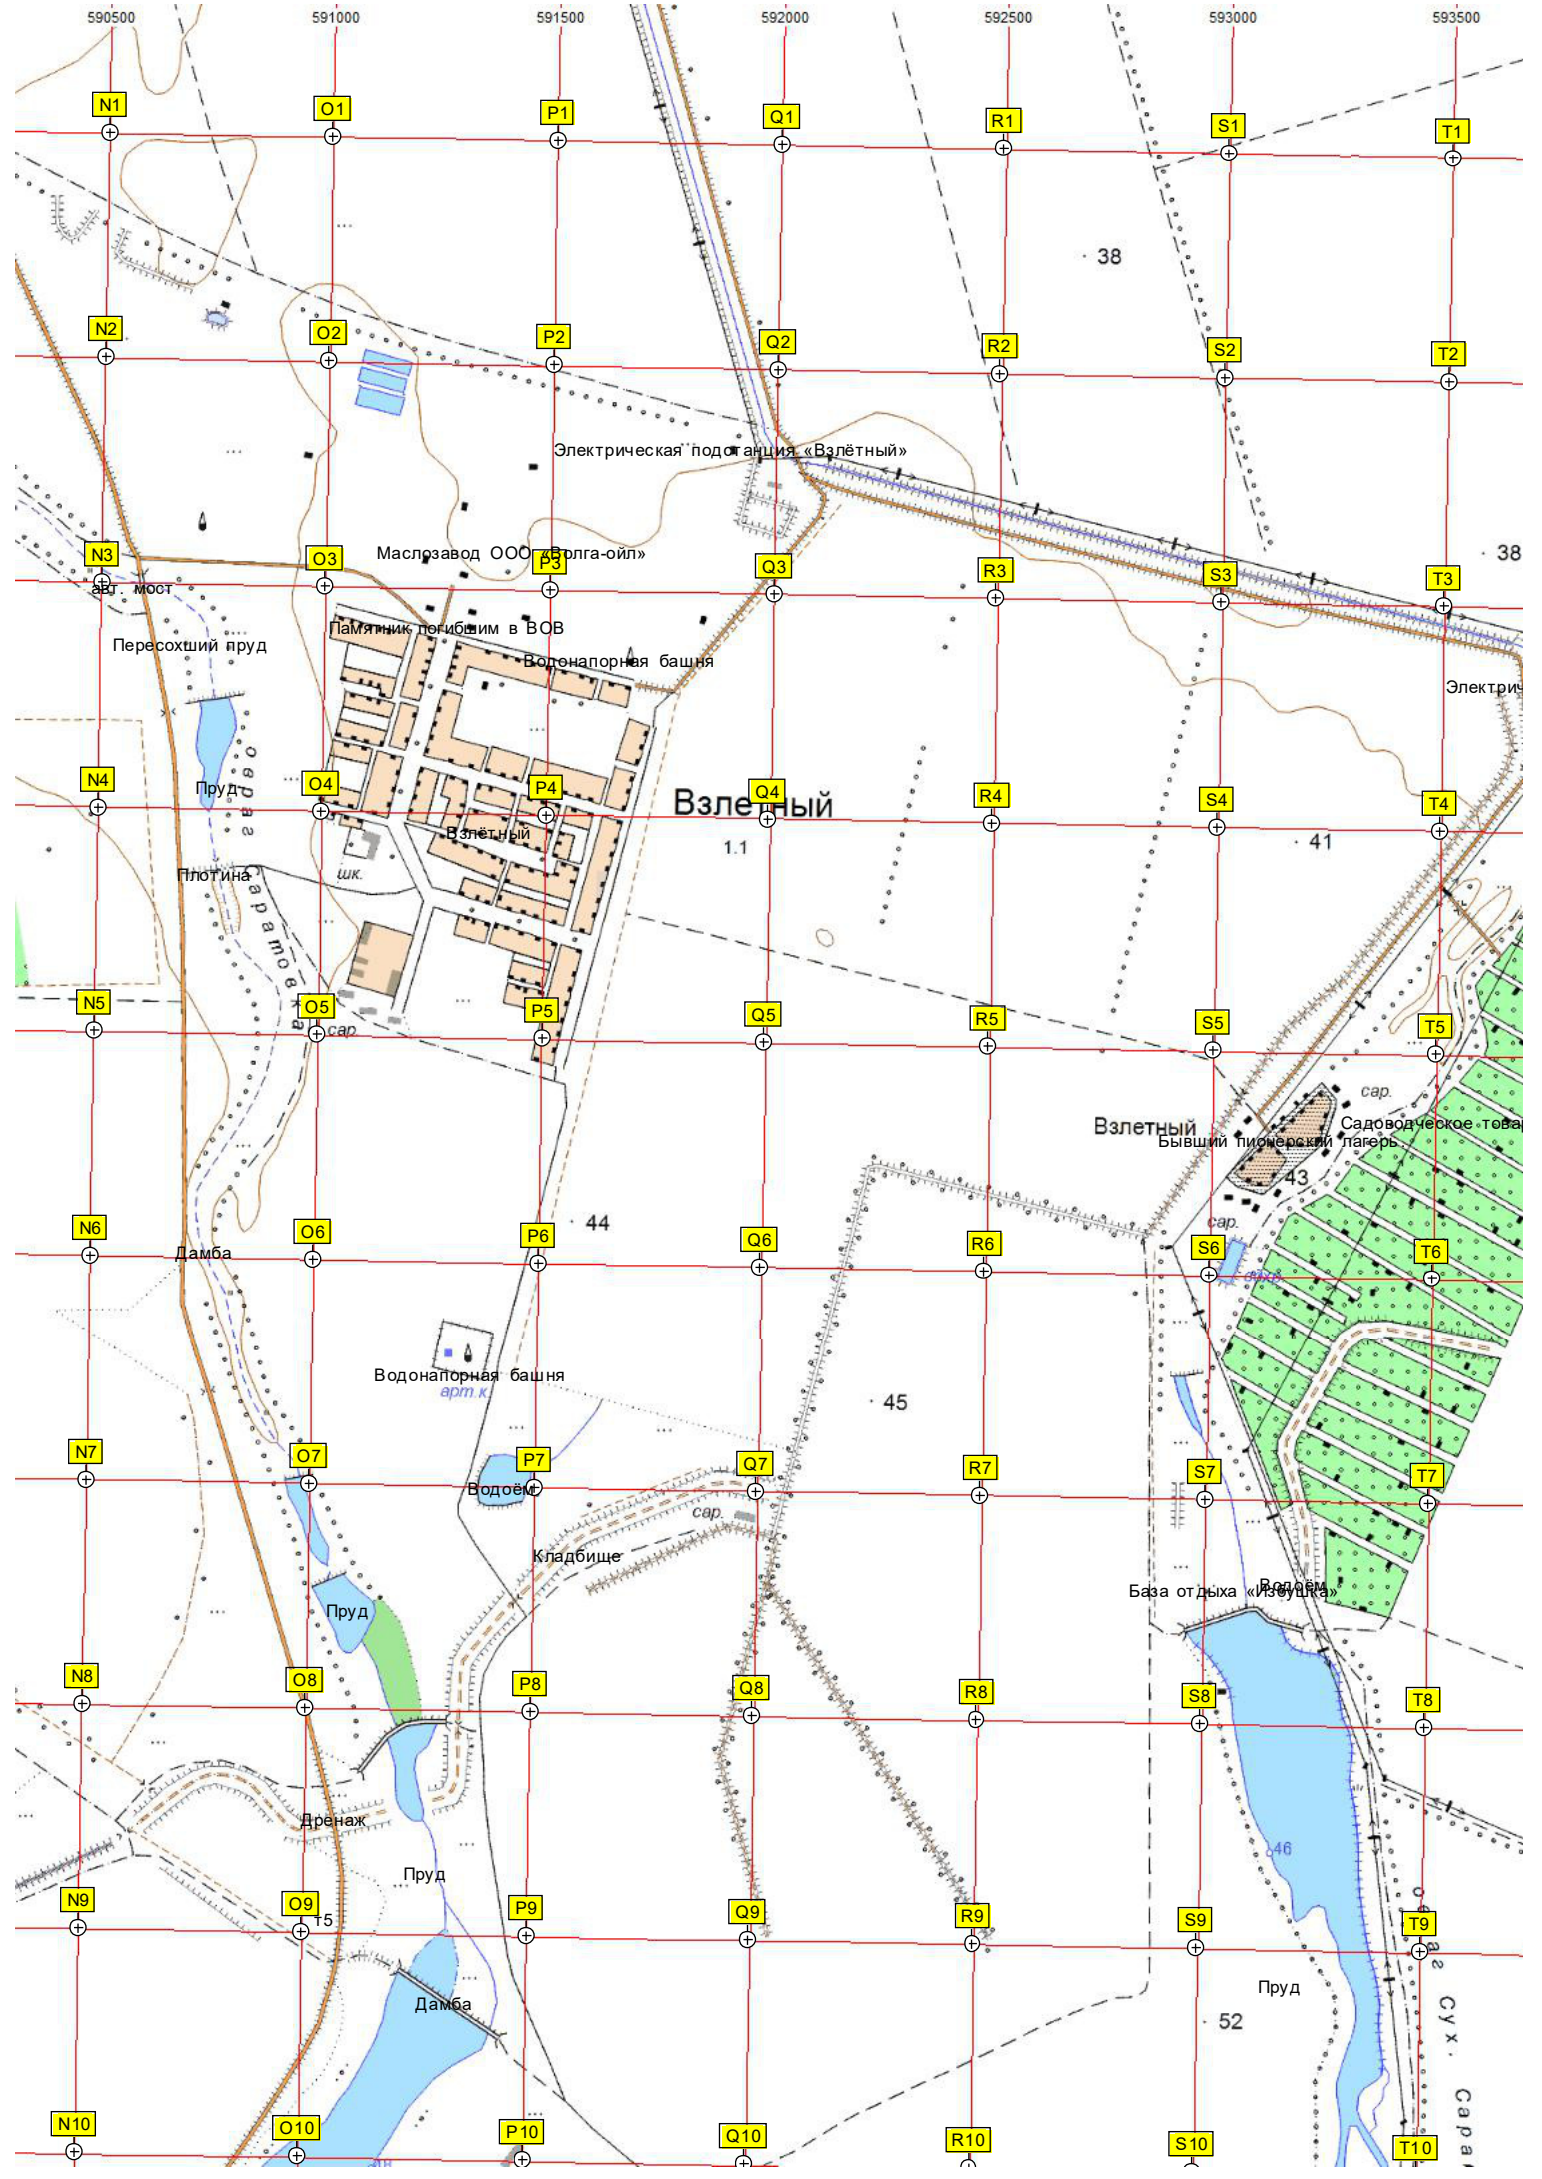 590500 591000 591500 592000 592500 593000 593500
N1 O1 P1 Q1 R1 S1 T1
38
N2 O2 P2 Q2 R2 S2 T2
Электрическая подстанция «Взлётный»
N3 O3 P3 Q3 R3 S3 T3
Маслозавод ООО «Волга-ойл»
38
авт. мост
Памятник погибшим в ВОВ
Пересохший пруд
Водонапорная башня
Электрич
N4 O4 P4 Q4 R4 S4 T4
Пруд
Взлетный
Взлётный
1.1
41
Плотина
шк.
овраг Саратовка
N5 O5 P5 Q5 R5 S5 T5
сар.
сар.
Взлетный
Садоводческое това
Бывший пионерский лагерь
43
44
сар.
N6 O6 P6 Q6 R6 S6 T6
Дамба
Водонапорная башня
арт.к.
45
N7 O7 P7 Q7 R7 S7 T7
Водоём
сар.
Кладбище
База отдыха «Избушка»
Водоём
Пруд
N8 O8 P8 Q8 R8 S8 T8
Дренаж
46
Пруд
N9 O9 P9 Q9 R9 S9 T9
т5
Пруд
Дамба
52
овраг Сух. Сарат
N10 O10 P10 Q10 R10 S10 T10